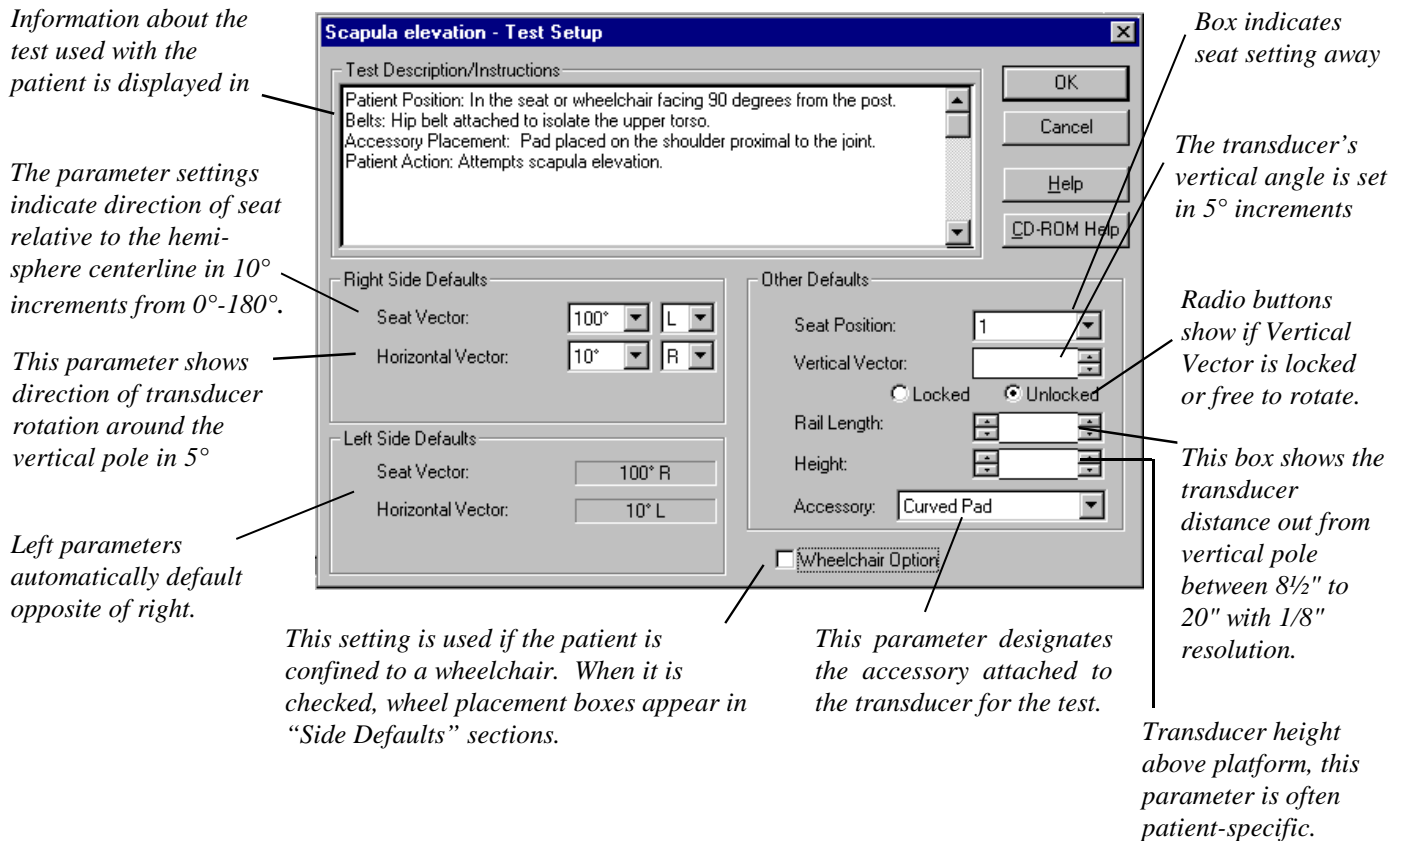 Information about the
test used with the
patient is displayed in
The parameter settings
indicate direction of seat
relative to the hemi-
sphere centerline in 10°
increments from 0°-180°.
This parameter shows
direction of transducer
rotation around the
vertical pole in 5°
Left parameters
automatically default
opposite of right.
Scapula elevation - Test Setup
Test Description/Instructions
Patient Position: In the seat or wheelchair facing 90 degrees from the post.
Belts: Hip belt attached to isolate the upper torso.
Accessory Placement:  Pad placed on the shoulder proximal to the joint.
Patient Action: Attempts scapula elevation.
OK
Cancel
Help
CD-ROM Help
Right Side Defaults
Seat Vector: 100° L
Horizontal Vector: 10° R
Left Side Defaults
Seat Vector: 100° R
Horizontal Vector: 10° L
Other Defaults
Seat Position: 1
Vertical Vector:
Locked Unlocked
Rail Length:
Height:
Accessory: Curved Pad
Wheelchair Option
This setting is used if the patient is
confined to a wheelchair.  When it is
checked, wheel placement boxes appear in
“Side Defaults” sections.
This parameter designates
the accessory attached to
the transducer for the test.
Box indicates
seat setting away
The transducer’s
vertical angle is set
in 5° increments
Radio buttons
show if Vertical
Vector is locked
or free to rotate.
This box shows the
transducer
distance out from
vertical pole
between 8½" to
20" with 1/8"
resolution.
Transducer height
above platform, this
parameter is often
patient-specific.